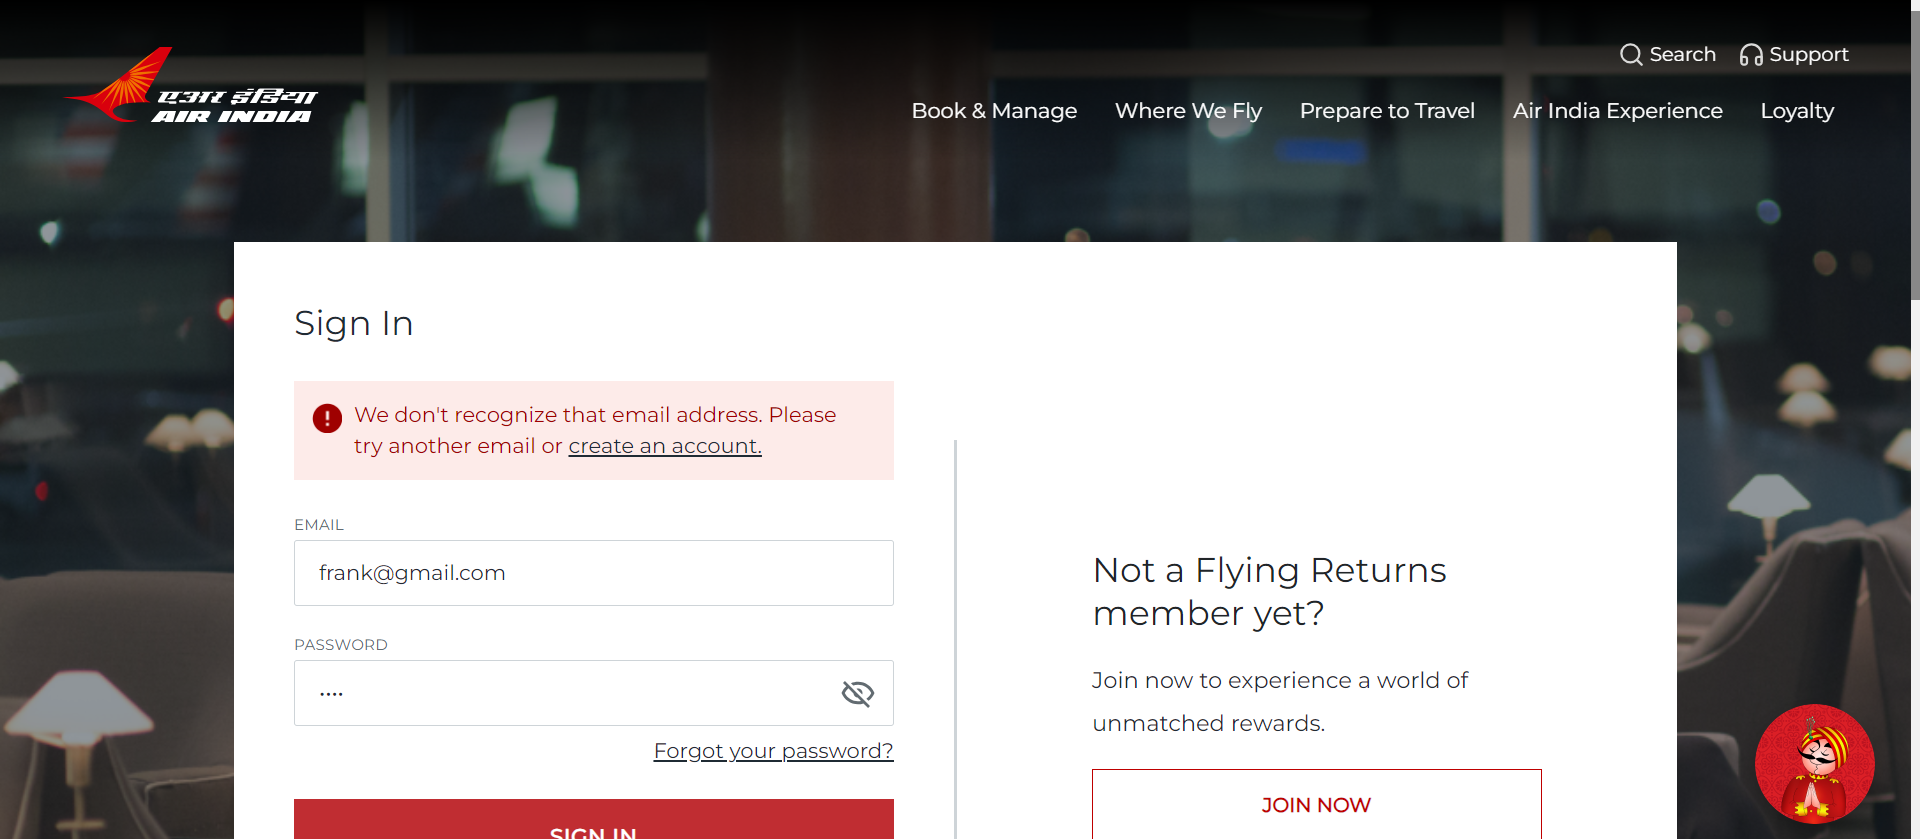 एअर इंडिया
AIR INDIA
Search
Support
Book & Manage
Where We Fly
Prepare to Travel
Air India Experience
Loyalty
Sign In
We don't recognize that email address. Please
try another email or create an account.
EMAIL
frank@gmail.com
PASSWORD
••••
Forgot your password?
SIGN IN
Not a Flying Returns
member yet?
Join now to experience a world of
unmatched rewards.
JOIN NOW